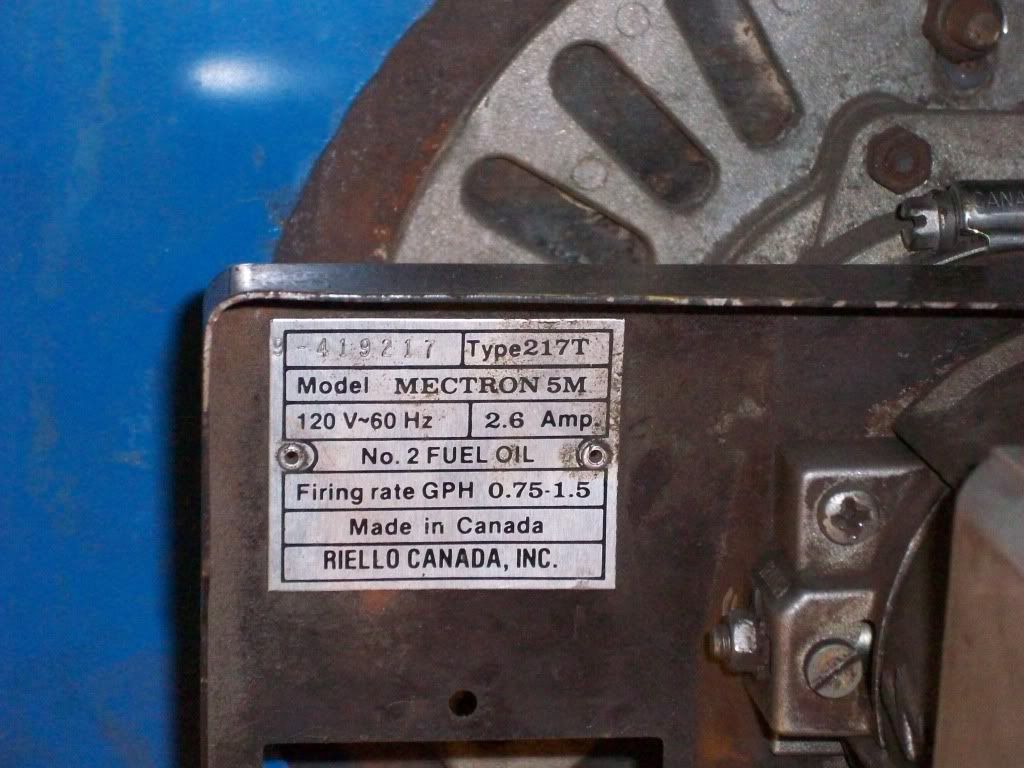 9-419217 Type217T
Model MECTRON 5M
120 V~60 Hz 2.6 Amp.
No. 2 FUEL OIL
Firing rate GPH 0.75-1.5
Made in Canada
RIELLO CANADA, INC.